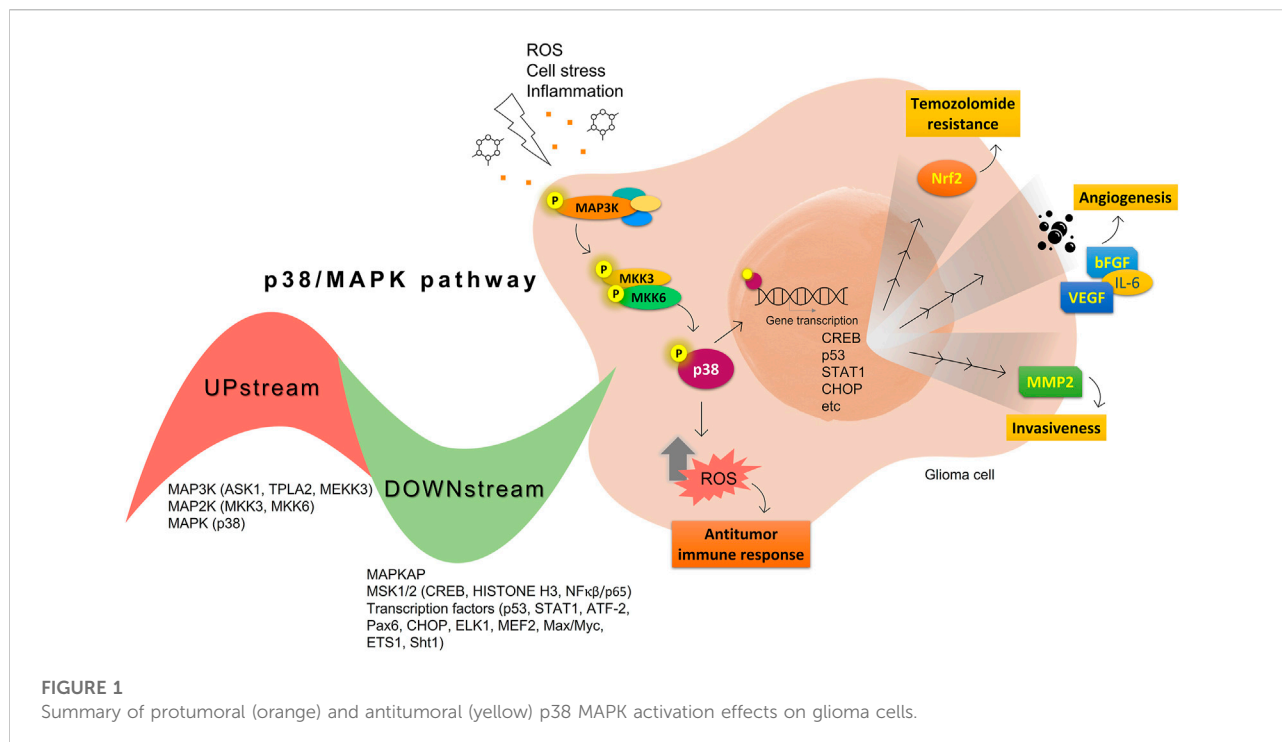 ROS
Cell stress
Inflammation
P
MAP3K
p38/MAPK pathway
P
MKK3
P
MKK6
P
p38
Gene transcription
CREB
p53
STAT1
CHOP
etc
Temozolomide
resistance
Nrf2
Angiogenesis
bFGF
IL-6
VEGF
MMP2
Invasiveness
Glioma cell
ROS
Antitumor
immune response
UPstream
MAP3K (ASK1, TPLA2, MEKK3)
MAP2K (MKK3, MKK6)
MAPK (p38)
DOWNstream
MAPKAP
MSK1/2 (CREB, HISTONE H3, NFκβ/p65)
Transcription factors (p53, STAT1, ATF-2,
Pax6, CHOP, ELK1, MEF2, Max/Myc,
ETS1, Sht1)
FIGURE 1
Summary of protumoral (orange) and antitumoral (yellow) p38 MAPK activation effects on glioma cells.